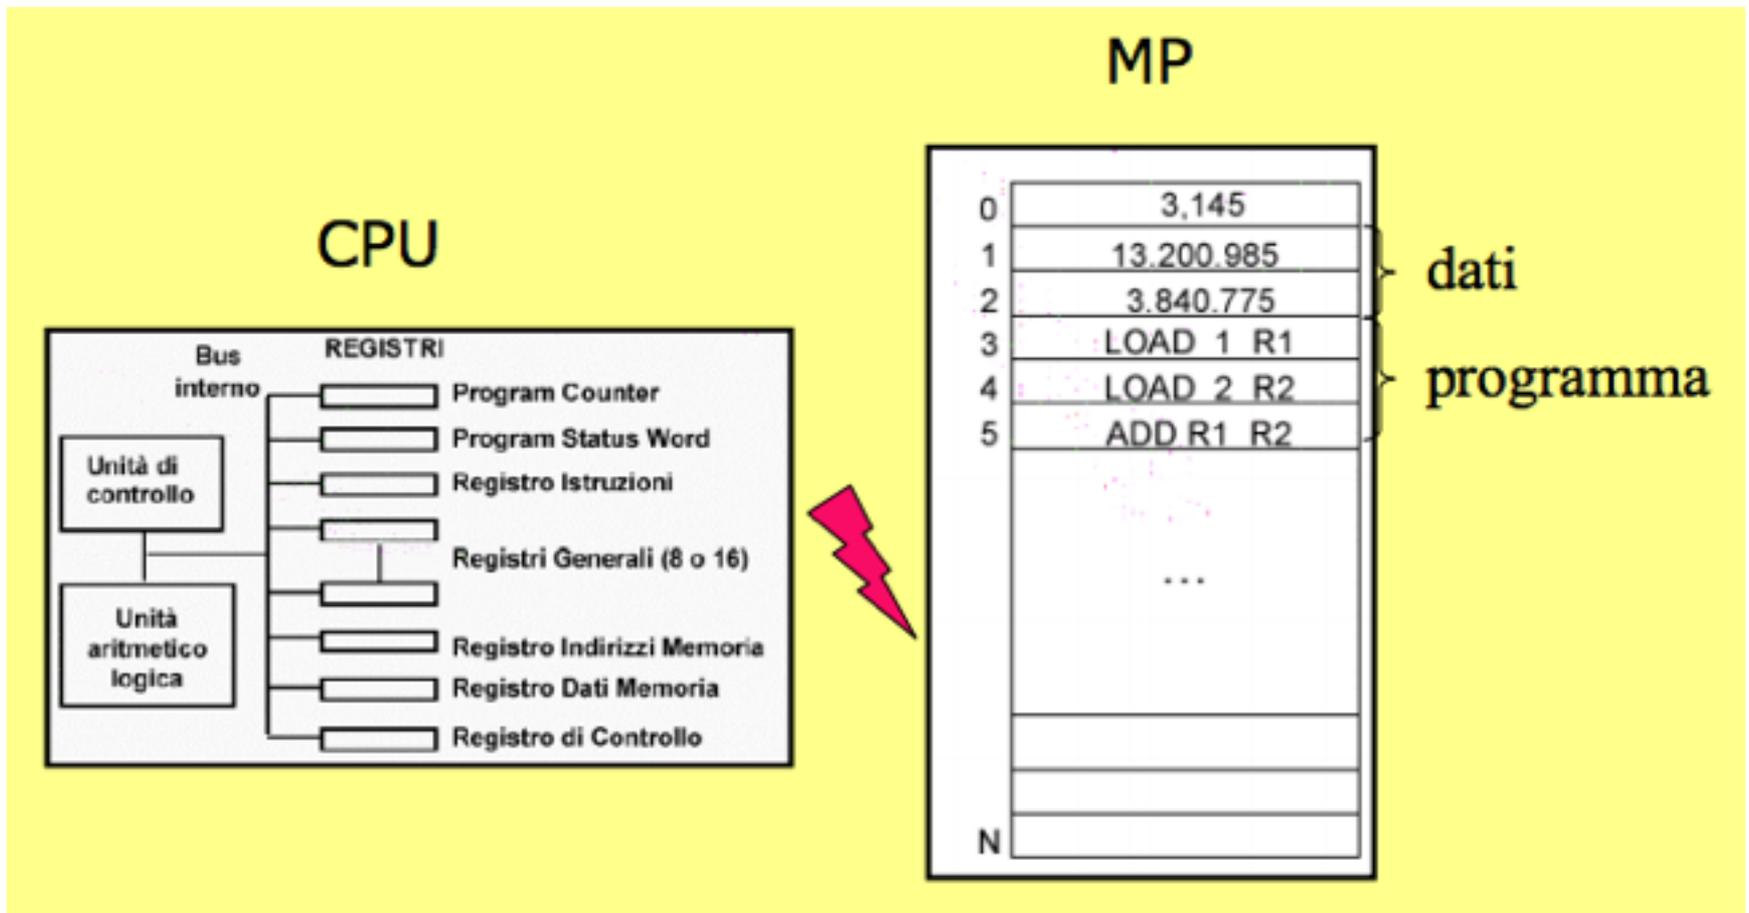 MP
CPU
REGISTRI
Bus
interno
Program Counter
Program Status Word
Registro Istruzioni
Registri Generali (8 o 16)
Registro Indirizzi Memoria
Registro Dati Memoria
Registro di Controllo
Unità di
controllo
Unità
aritmetico
logica
0 3,145
1 13.200.985
2 3.840.775
3 LOAD 1 R1
4 LOAD 2 R2
5 ADD R1 R2
...
N
dati
programma